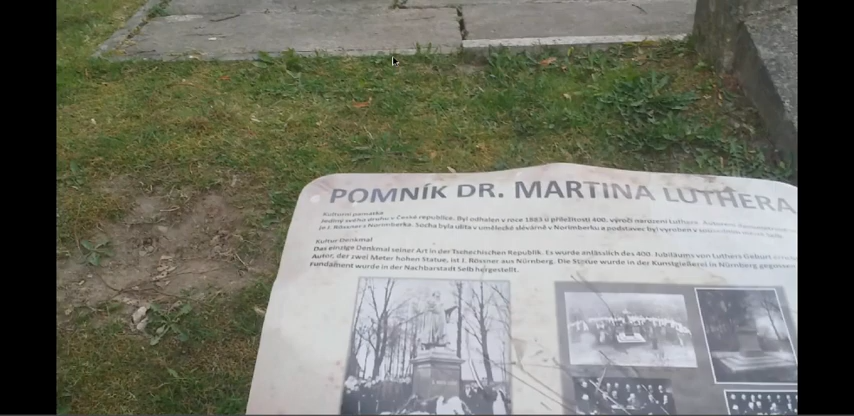 POMNÍK DR. MARTINA LUTHERA
Kulturní památka
Jediný svého druhu v České republice. Byl odhalen v roce 1883 u příležitosti 400. výročí narození Luthera.
je J. Rössner z Norimberka. Socha byla ulita v umělecké slévárně v Norimberku a podstavec byl vyroben v
Kultur Denkmal
Das einzige Denkmal seiner Art in der Tschechischen Republik. Es wurde anlässlich des 400. Jubiläums von Luthers Geburt
Autor, der zwei Meter hohen Statue, ist J. Rössner aus Nürnberg. Die Statue wurde in der Kunstgießerei in Nürnberg gegossen
Fundament wurde in der Nachbarstadt Selb hergestellt.